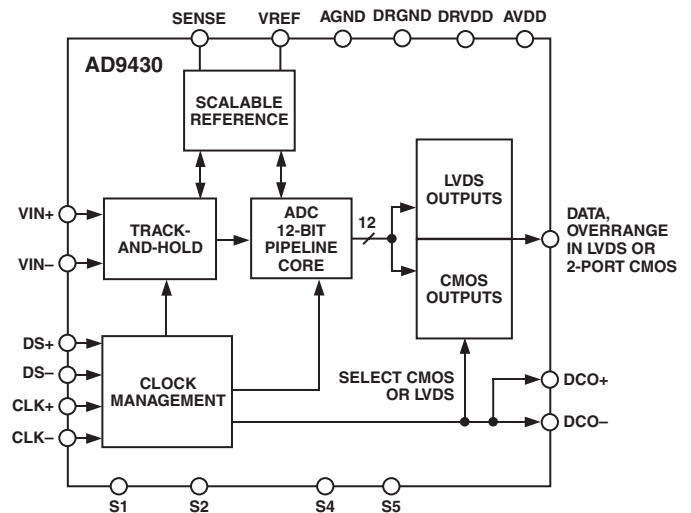 SENSE
VREF
AGND
DRGND
DRVDD
AVDD
AD9430
SCALABLE
REFERENCE
VIN+
VIN–
TRACK-
AND-HOLD
ADC
12-BIT
PIPELINE
CORE
12
LVDS
OUTPUTS
CMOS
OUTPUTS
DATA,
OVERRANGE
IN LVDS OR
2-PORT CMOS
DS+
DS–
CLK+
CLK–
CLOCK
MANAGEMENT
SELECT CMOS
OR LVDS
DCO+
DCO–
S1
S2
S4
S5